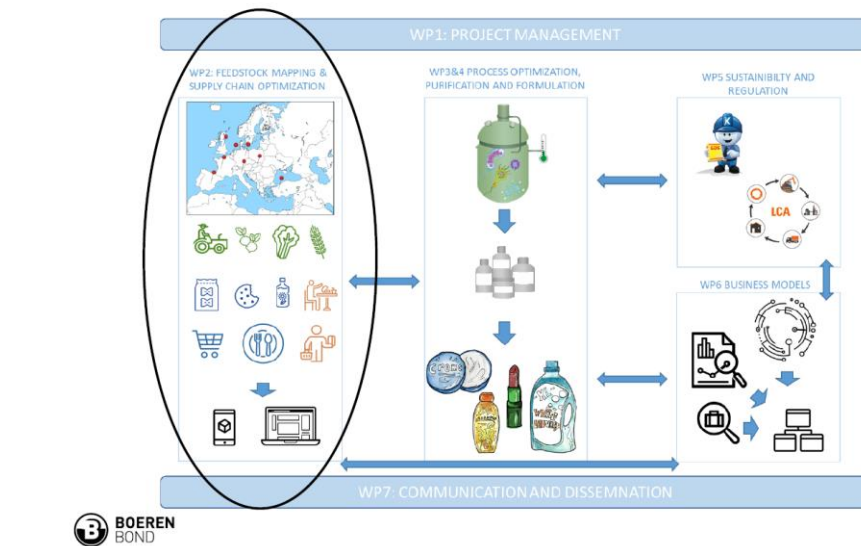 WP1: PROJECT MANAGEMENT
WP2: FEEDSTOCK MAPPING &
SUPPLY CHAIN OPTIMIZATION
WP3&4 PROCESS OPTIMIZATION,
PURIFICATION AND FORMULATION
WP5 SUSTAINIBILTY AND
REGULATION
LCA
WP6 BUSINESS MODELS
WP7: COMMUNICATION AND DISSEMNATION
B
BOEREN
BOND